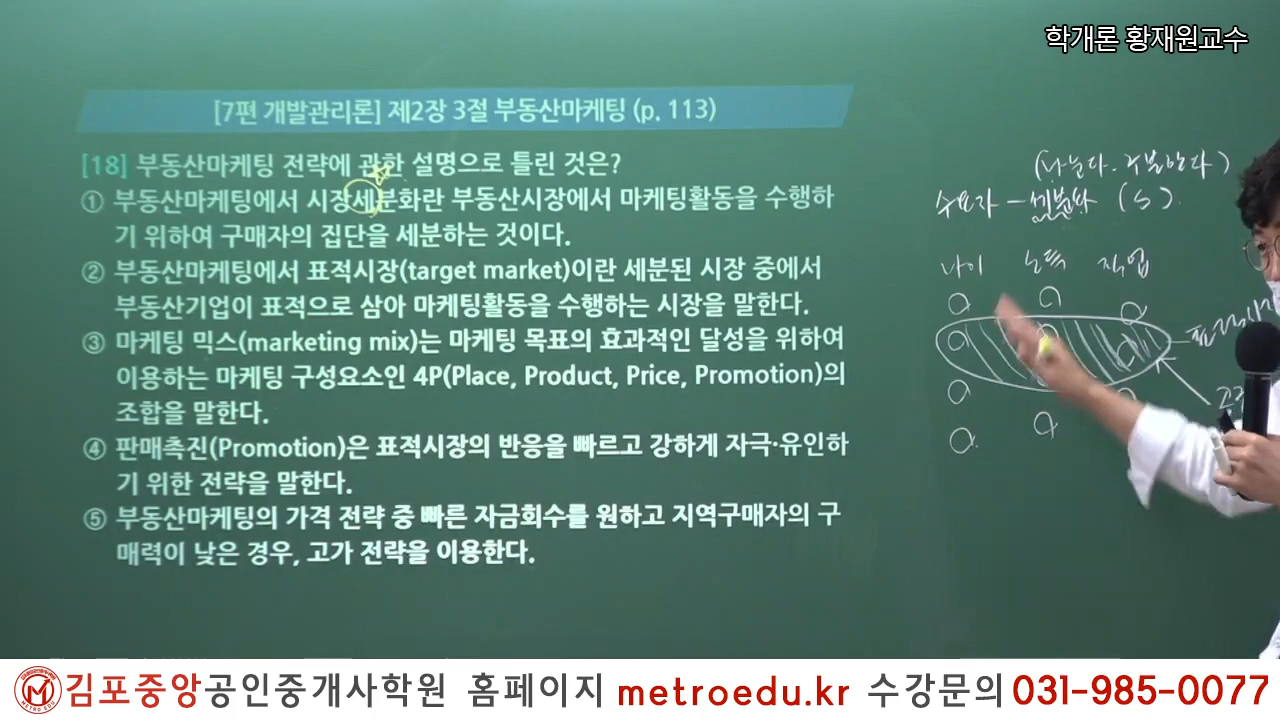 학개론 황재원교수
[7편 개발관리론] 제2장 3절 부동산마케팅 (p. 113)
[18] 부동산마케팅 전략에 관한 설명으로 틀린 것은?
① 부동산마케팅에서 시장세분화란 부동산시장에서 마케팅활동을 수행하
기 위하여 구매자의 집단을 세분하는 것이다.
② 부동산마케팅에서 표적시장(target market)이란 세분된 시장 중에서
부동산기업이 표적으로 삼아 마케팅활동을 수행하는 시장을 말한다.
③ 마케팅 믹스(marketing mix)는 마케팅 목표의 효과적인 달성을 위하여
이용하는 마케팅 구성요소인 4P(Place, Product, Price, Promotion)의
조합을 말한다.
④ 판매촉진(Promotion)은 표적시장의 반응을 빠르고 강하게 자극·유인하
기 위한 전략을 말한다.
⑤ 부동산마케팅의 가격 전략 중 빠른 자금회수를 원하고 지역구매자의 구
매력이 낮은 경우, 고가 전략을 이용한다.
(나눈다. 구분한다)
수요자 - 세분화 (S).
나이 소득 직업
METRO EDU
김포중앙공인중개사학원 홈페이지 metroedu.kr 수강문의 031-985-0077